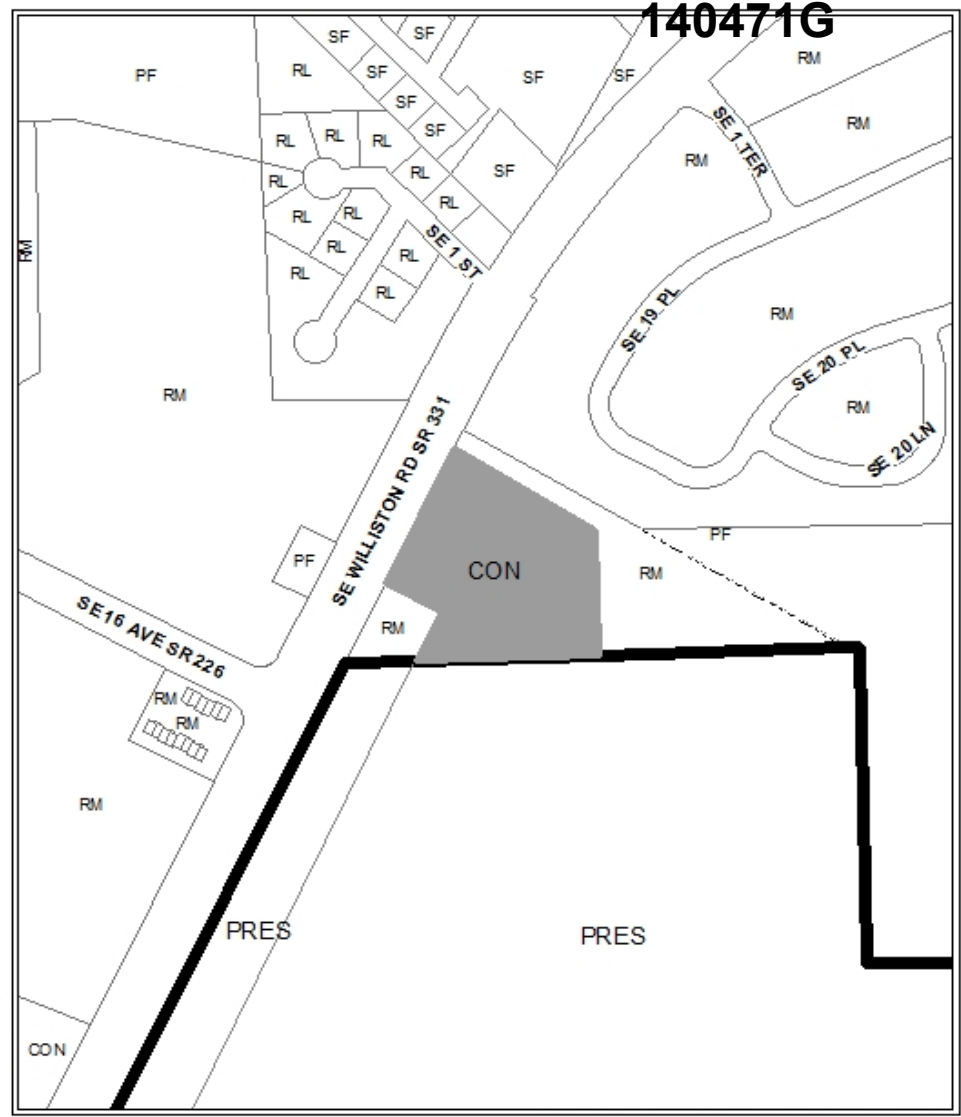 140471G
SF
SF
RM
RL
SF
SF
SF
PF
SF
RM
SF
RL
RL
RL
RM
SE 1 TER
RL
SF
RL
RL
RL
RL
SE 1 ST
RM
RL
RL
RL
RL
SE 19 PL
RM
SE 20 PL
RM
RM
SE 20 LN
SE WILLISTON RD SR 331
PF
PF
CON
RM
SE 16 AVE SR 226
RM
RM
RM
RM
PRES
PRES
CON